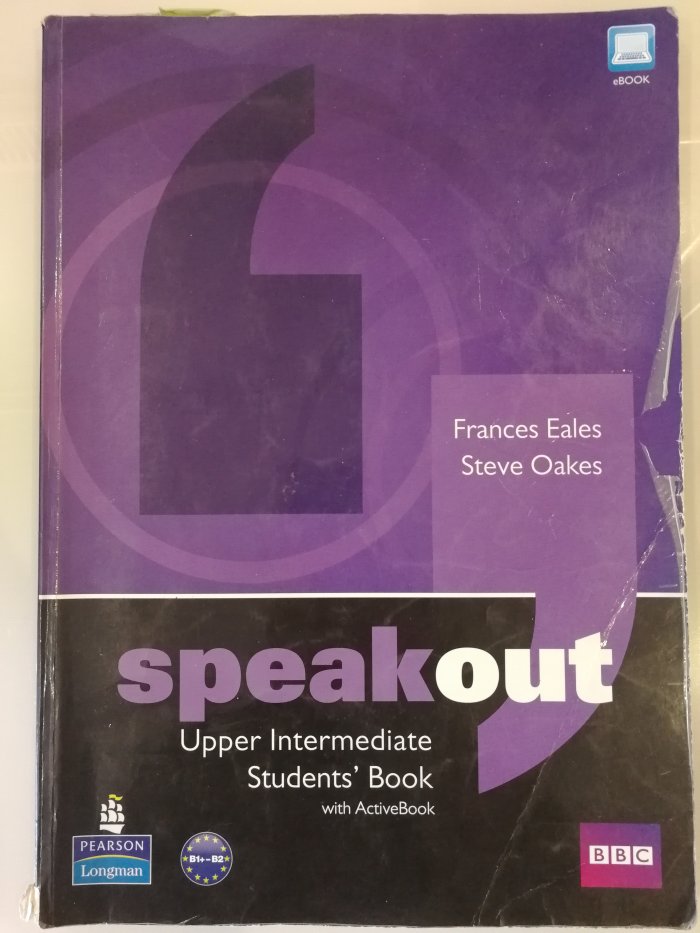 eBOOK
Frances Eales
Steve Oakes
speakout
Upper Intermediate
Students' Book
with ActiveBook
PEARSON
Longman
B1+–B2
BBC